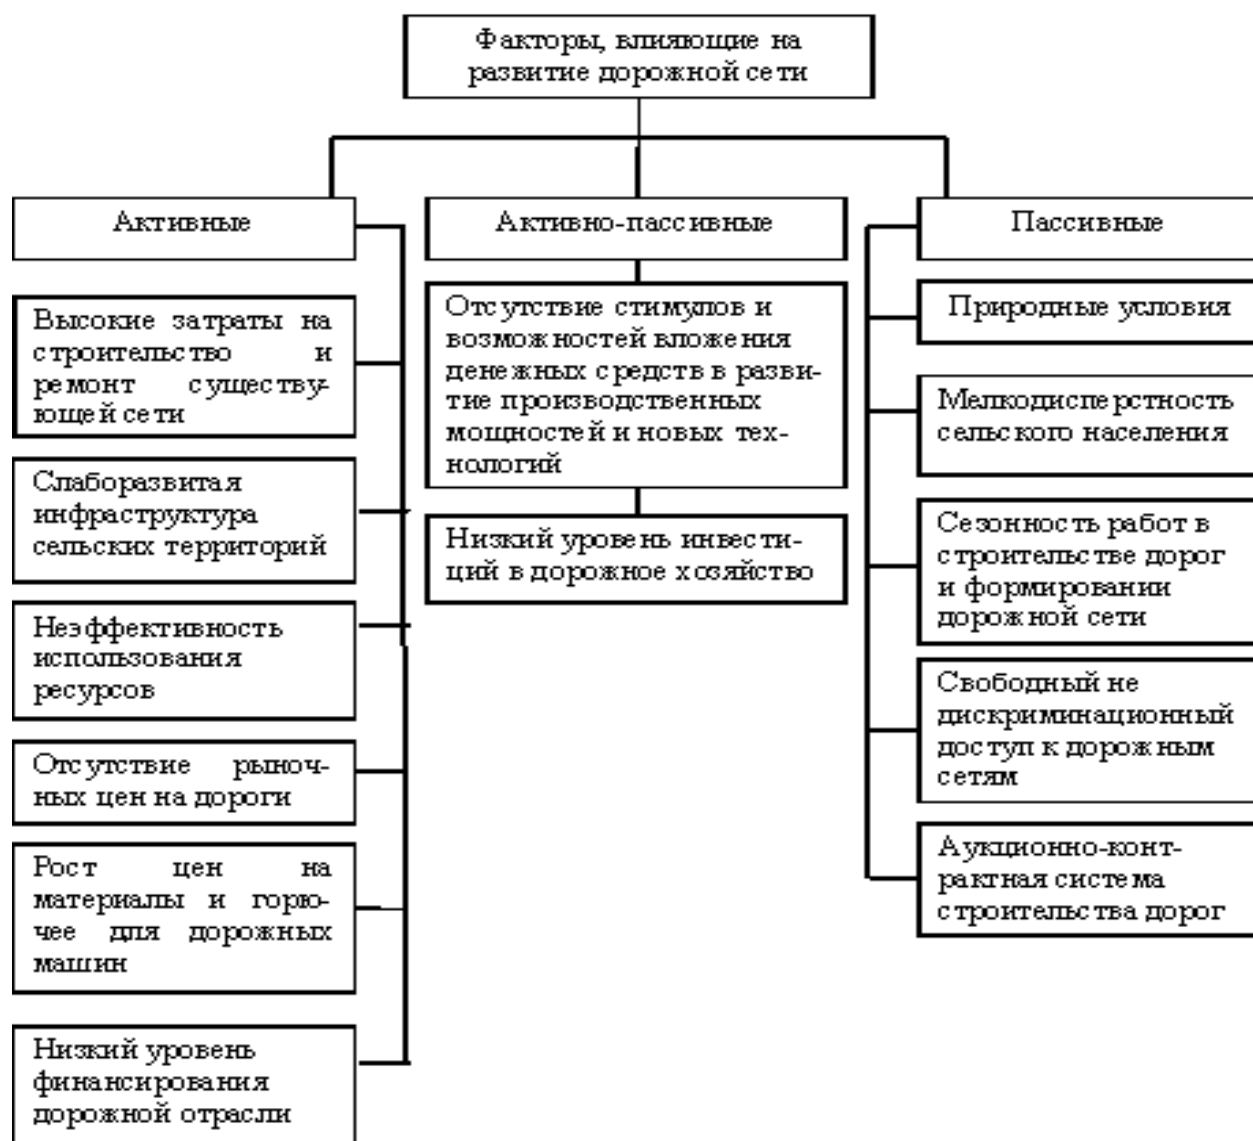 Факторы, влияющие на
развитие дорожной сети
Активные
Высокие затраты на
строительство и
ремонт существу-
ющей сети
Слаборазвитая
инфраструктура
сельских территорий
Неэффективность
использования
ресурсов
Отсутствие рыноч-
ных цен на дороги
Рост цен на
материалы и горю-
чее для дорожных
машин
Низкий уровень
финансирования
дорожной отрасли
Активно-пассивные
Отсутствие стимулов и
возможностей вложения
денежных средств в разви-
тие производственных
мощностей и новых тех-
нологий
Низкий уровень инвести-
ций в дорожное хозяйство
Пассивные
Природные условия
Мелкодисперстность
сельского населения
Сезонность работ в
строительстве дорог
и формировании
дорожной сети
Свободный не
дискриминационный
доступ к дорожным
сетям
Аукционно-конт-
рактная система
строительства дорог